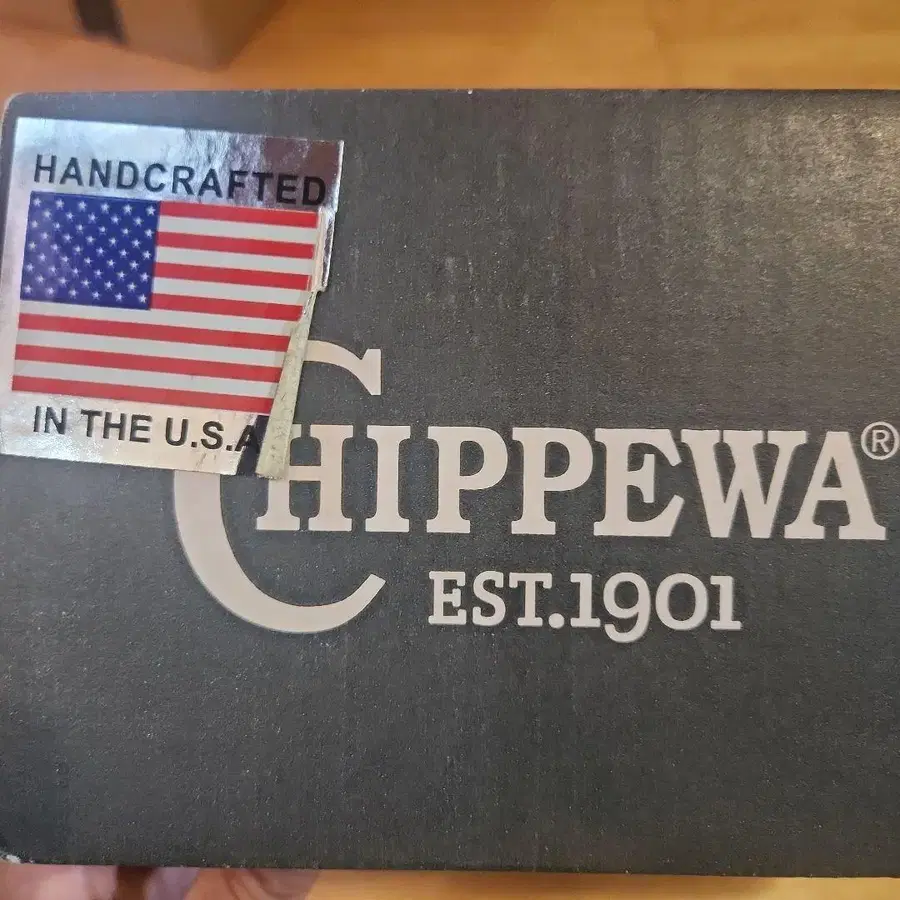 HANDCRAFTED
IN THE U.S.A
CHIPPEWA®
EST.1901